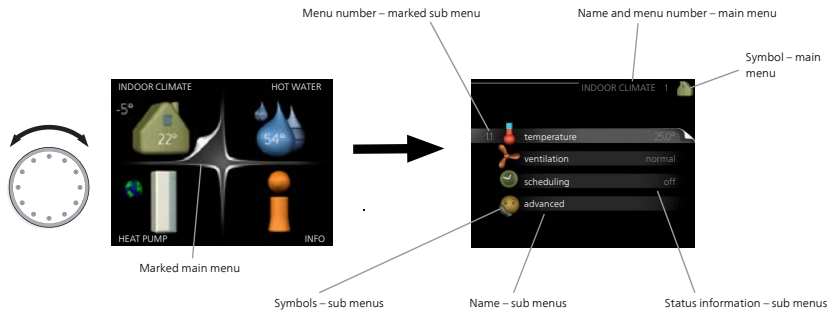 Menu number – marked sub menu
Name and menu number – main menu
Symbol – main
menu
INDOOR CLIMATE
HOT WATER
-5°
22°
54°
HEAT PUMP
INFO
Marked main menu
INDOOR CLIMATE 1
1.1 temperature 25.0°
ventilation normal
scheduling off
advanced
Symbols – sub menus
Name – sub menus
Status information – sub menus